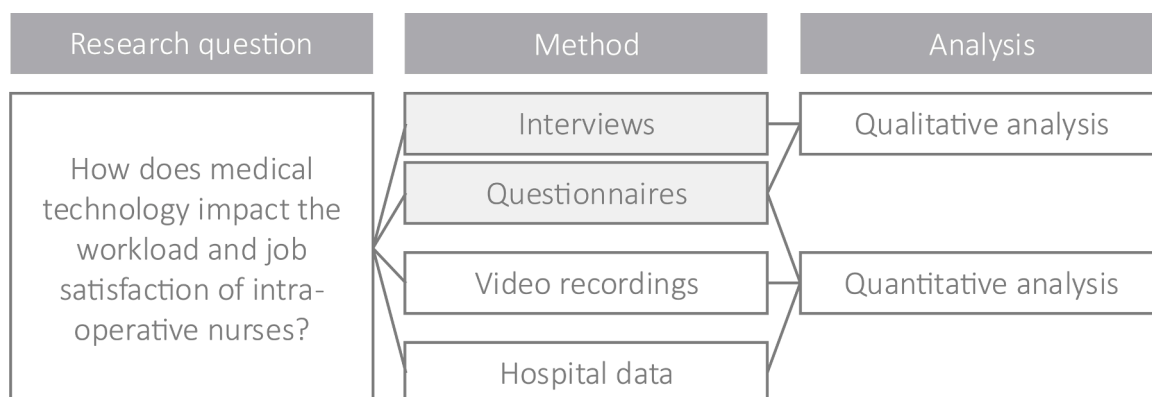 Research question
Method
Analysis
How does medical
technology impact the
workload and job
satisfaction of intra-
operative nurses?
Interviews
Questionnaires
Video recordings
Hospital data
Qualitative analysis
Quantitative analysis